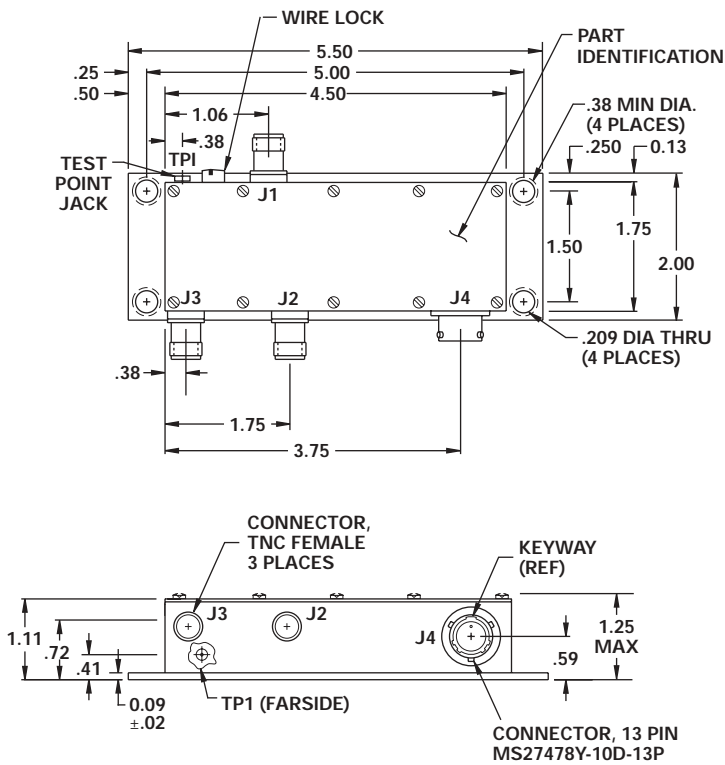 WIRE LOCK
5.50
PART
IDENTIFICATION
.25
5.00
.50
4.50
1.06
.38 MIN DIA.
(4 PLACES)
.38
TEST
POINT
JACK
TPI
.250
0.13
J1
1.50
1.75
2.00
J3
J2
J4
.209 DIA THRU
(4 PLACES)
.38
1.75
3.75
CONNECTOR,
TNC FEMALE
3 PLACES
KEYWAY
(REF)
J3
J2
J4
1.11
.72
.41
1.25
MAX
.59
0.09
±.02
TP1 (FARSIDE)
CONNECTOR, 13 PIN
MS27478Y-10D-13P